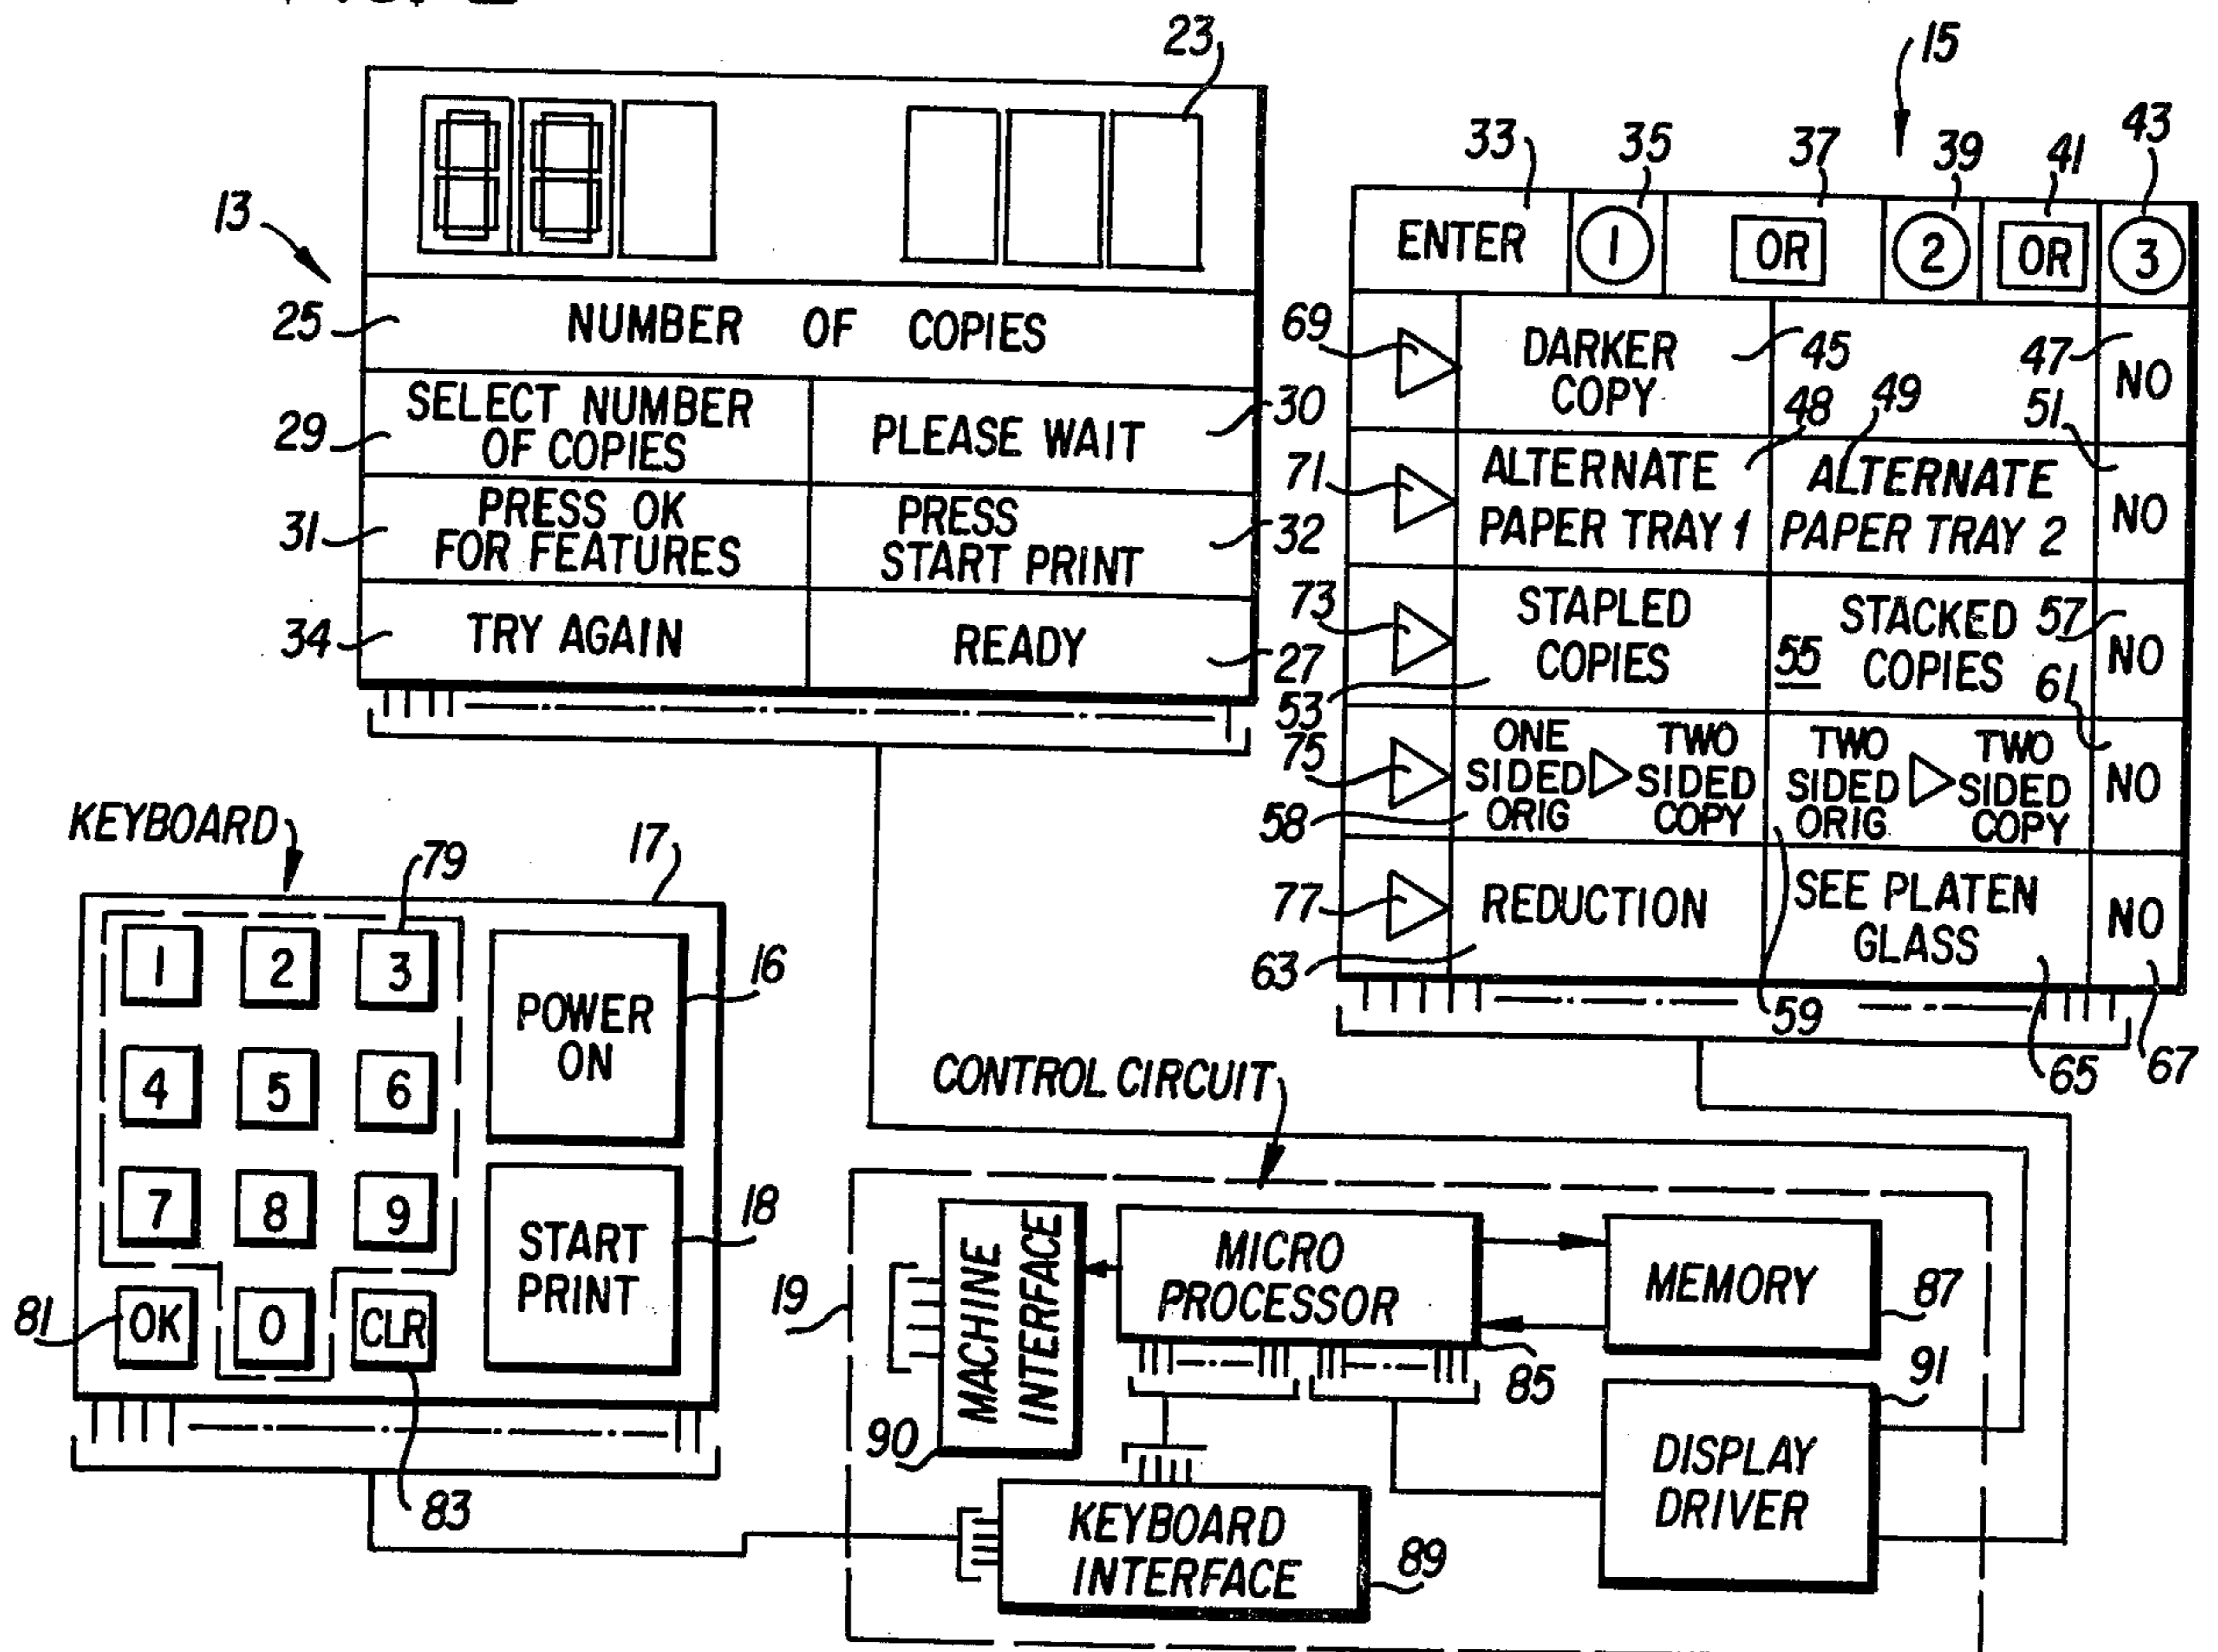 23
15
33
35
37
39
41
43
13
ENTER 1 OR 2 OR 3
25
NUMBER OF COPIES
69
DARKER
COPY
45
47
NO
29
SELECT NUMBER
OF COPIES
PLEASE WAIT
30
71
ALTERNATE
PAPER TRAY 1
48
49
ALTERNATE
PAPER TRAY 2
51
NO
31
PRESS OK
FOR FEATURES
PRESS
START PRINT
32
73
STAPLED
COPIES
53
55
STACKED
COPIES
57
NO
34
TRY AGAIN
READY
27
75
58
ONE
SIDED
ORIG
TWO
SIDED
COPY
TWO
SIDED
ORIG
TWO
SIDED
COPY
61
NO
77
REDUCTION
63
SEE PLATEN
GLASS
59
65
NO
67
KEYBOARD
79
17
1 2 3
4 5 6
7 8 9
OK 0 CLR
POWER
ON
16
START
PRINT
18
81
83
CONTROL CIRCUIT
19
MACHINE
INTERFACE
90
MICRO
PROCESSOR
85
MEMORY
87
DISPLAY
DRIVER
91
KEYBOARD
INTERFACE
89